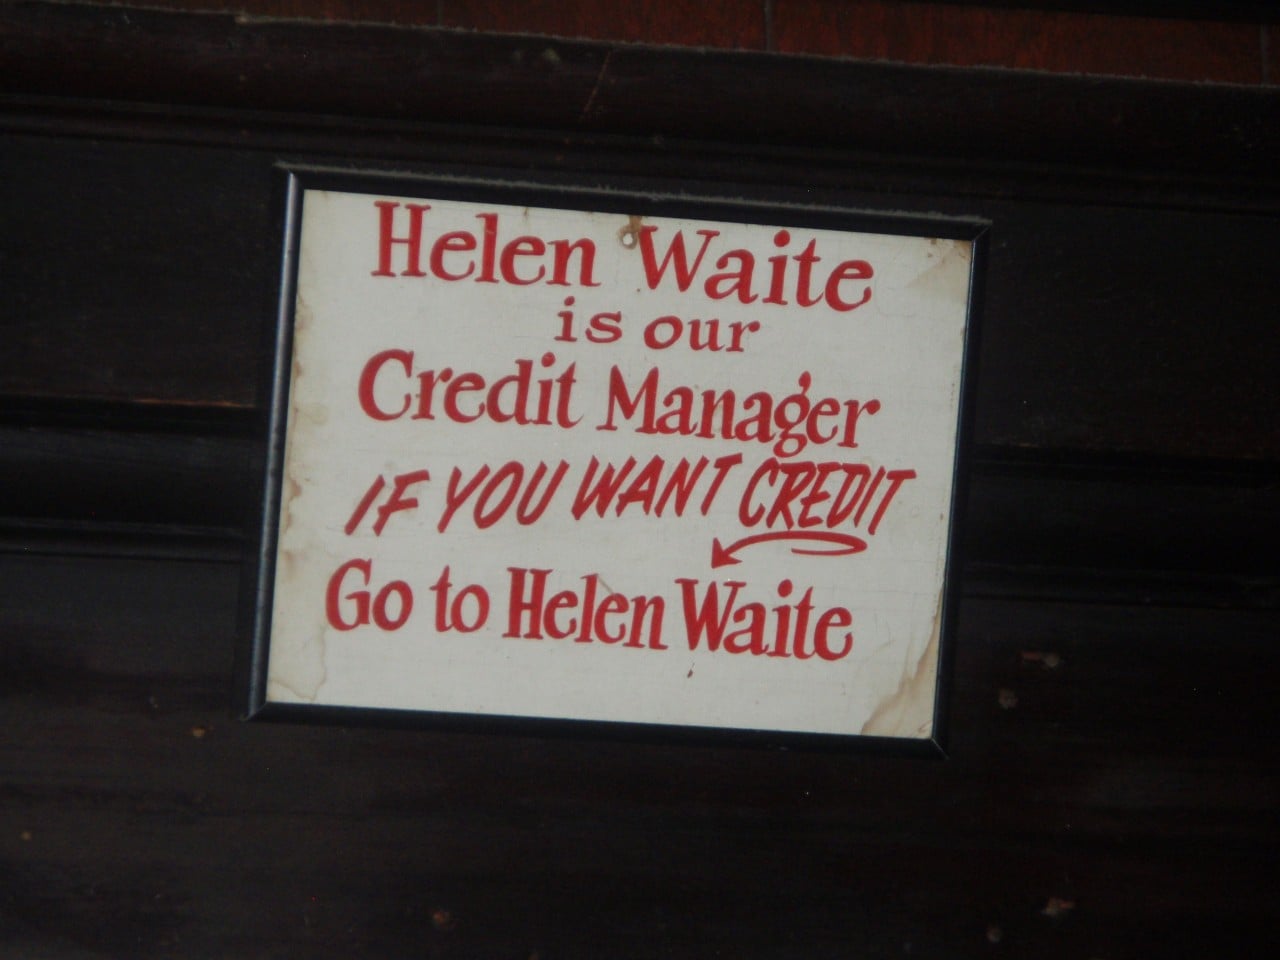 Helen Waite
is our
Credit Manager
IF YOU WANT CREDIT
Go to Helen Waite